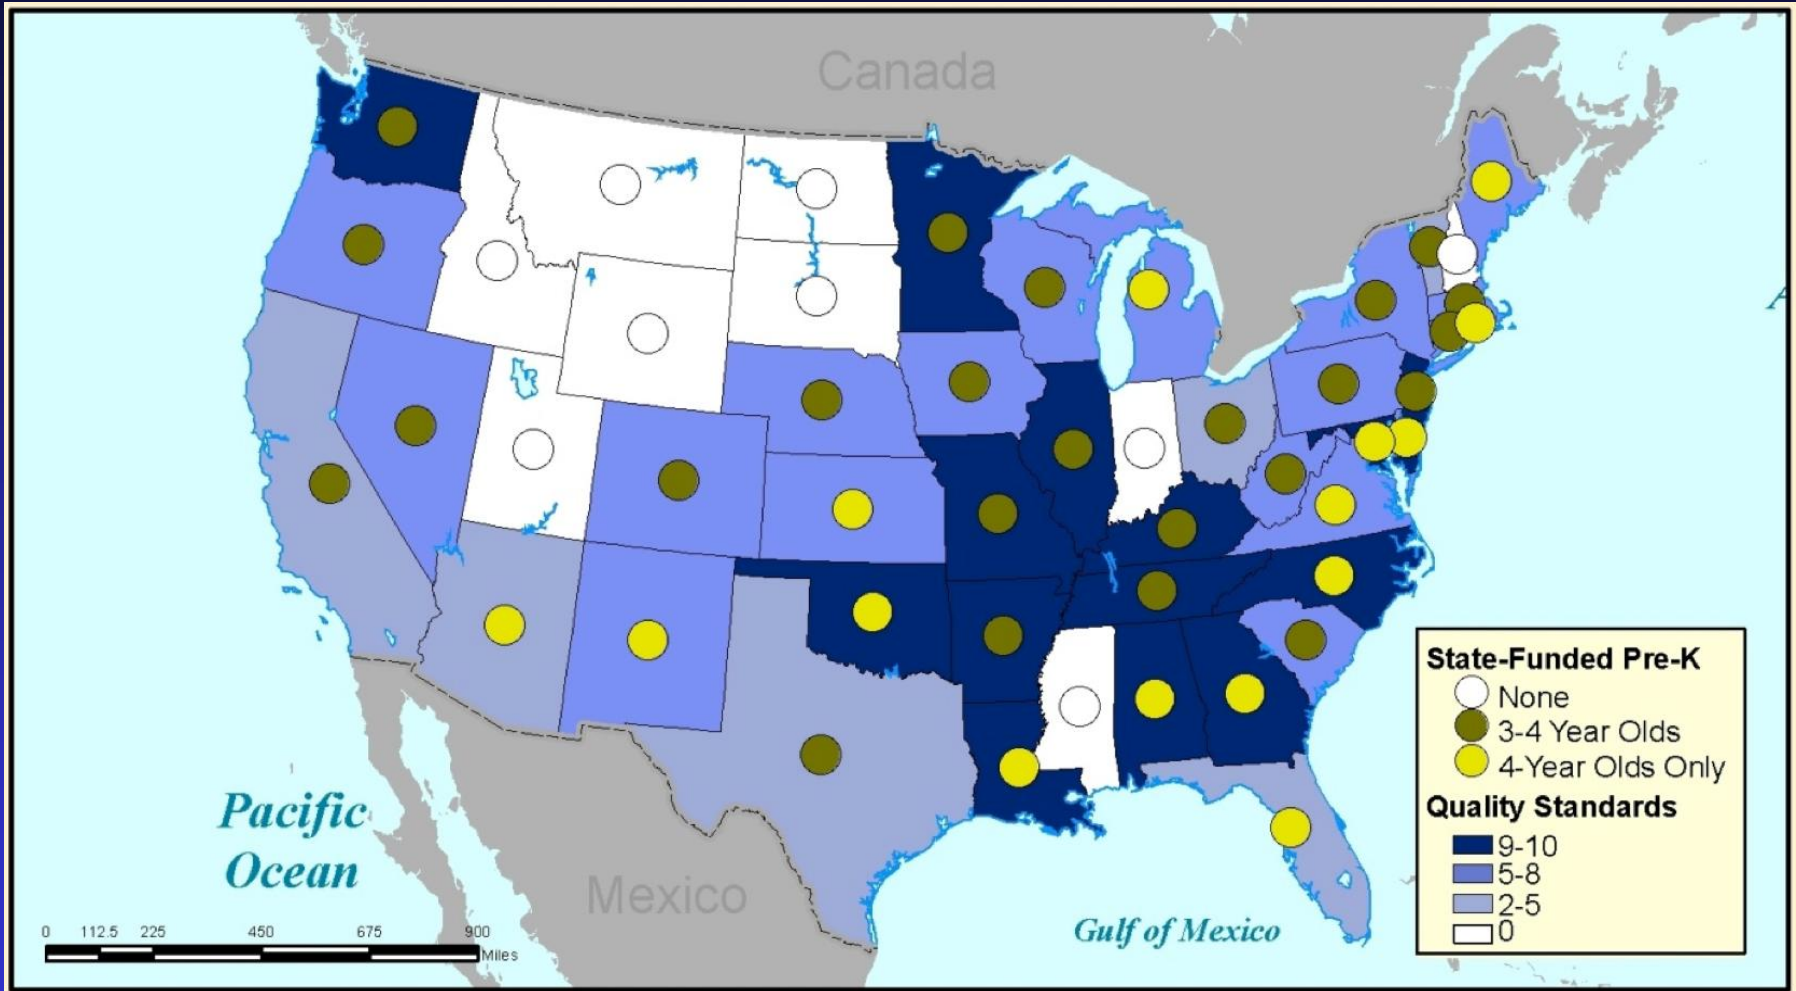 Canada
A
Pacific
Ocean
Mexico
Gulf of Mexico
0 112.5 225 450 675 900
Miles
State-Funded Pre-K
None
3-4 Year Olds
4-Year Olds Only
Quality Standards
9-10
5-8
2-5
0